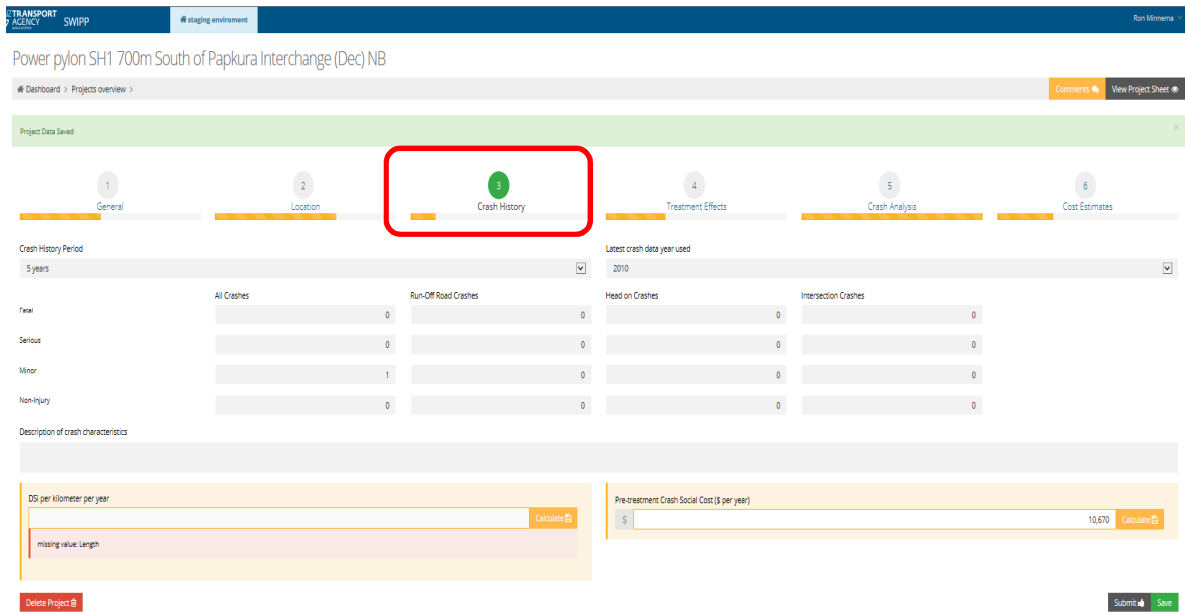 TRANSPORT
AGENCY SWIPP staging enviroment Ron Minnema
Power pylon SH1 700m South of Papkura Interchange (Dec) NB
Dashboard > Projects overview > Comments View Project Sheet
Project Data Saved x
1 2 3 4 5 6
General Location Crash History Treatment Effects Crash Analysis Cost Estimates
Crash History Period Latest crash data year used
5 years 2010
All Crashes Run-Off Road Crashes Head on Crashes Intersection Crashes
Fatal 0 0 0 0
Serious 0 0 0 0
Minor 1 0 0 0
Non-Injury 0 0 0 0
Description of crash characteristics
DSi per kilometer per year Pre-treatment Crash Social Cost ($ per year)
Calculate $ 10,670 Calculate
missing value: Length
Delete Project Submit Save